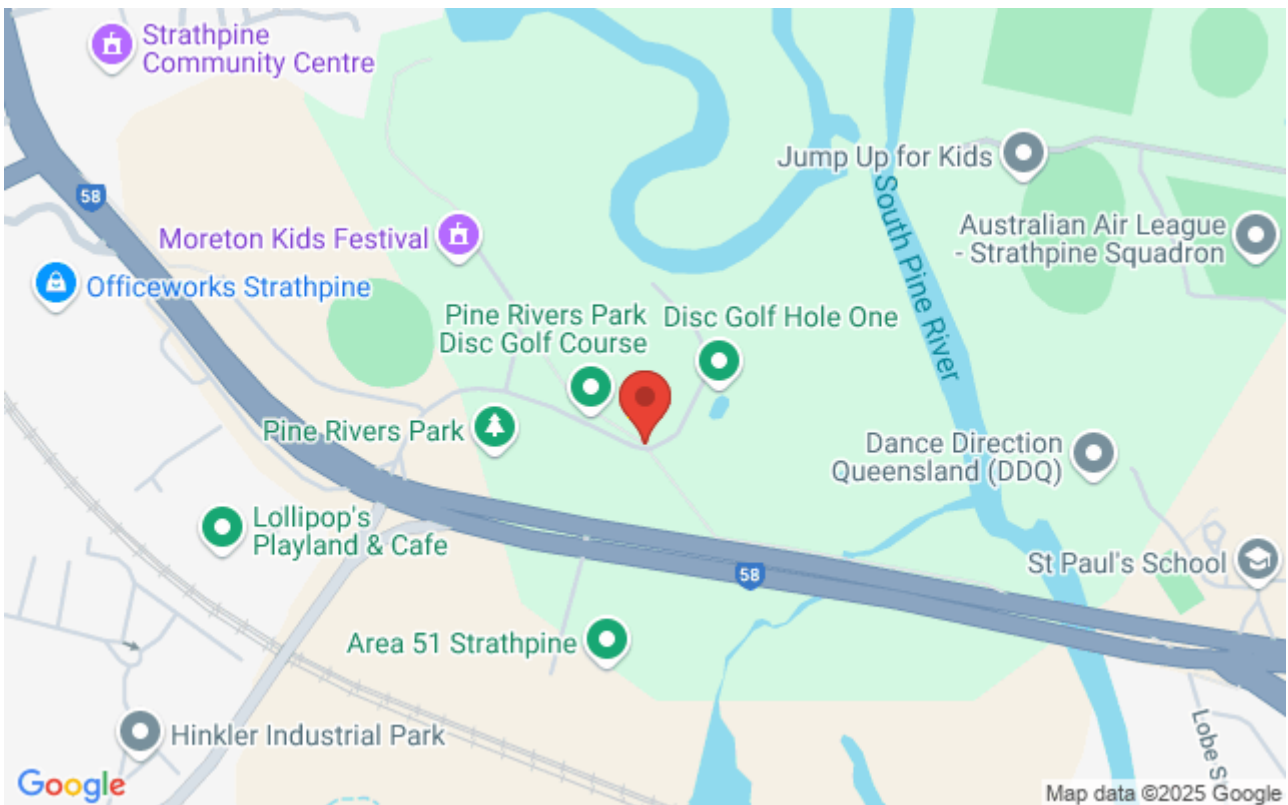 Strathpine
Community Centre
58
Jump Up for Kids
South Pine River
Moreton Kids Festival
Australian Air League
- Strathpine Squadron
Officeworks Strathpine
Pine Rivers Park
Disc Golf Course
Disc Golf Hole One
Pine Rivers Park
Dance Direction
Queensland (DDQ)
Lollipop's
Playland & Cafe
58
St Paul's School
Area 51 Strathpine
Hinkler Industrial Park
Lobe S
Google
Map data ©2025 Google